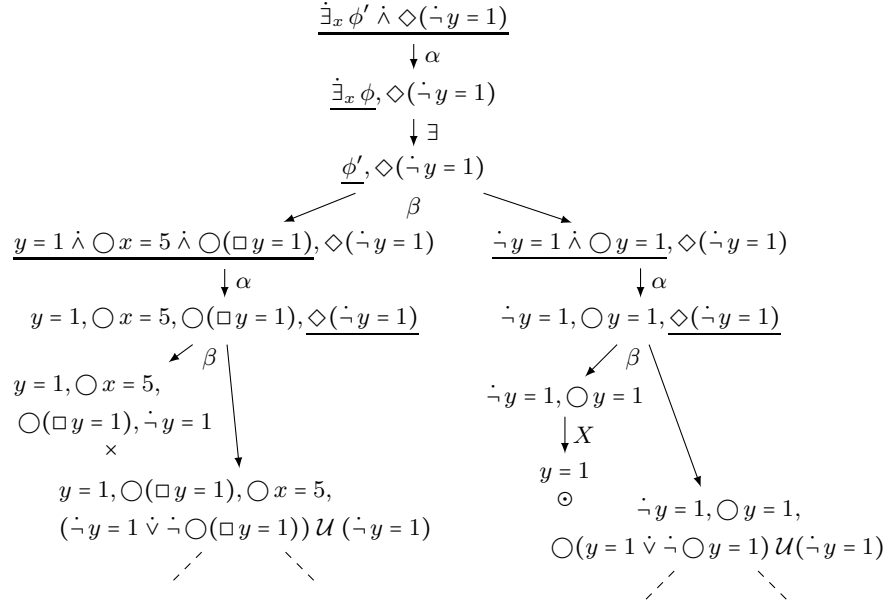 ∃̇ₓ ϕ′ ∧̇ ◇(¬̇ y = 1)
α
∃̇ₓ ϕ, ◇(¬̇ y = 1)
∃
ϕ′, ◇(¬̇ y = 1)
β
y = 1 ∧̇ ◯ x = 5 ∧̇ ◯(□ y = 1), ◇(¬̇ y = 1)
¬̇ y = 1 ∧̇ ◯ y = 1, ◇(¬̇ y = 1)
α
α
y = 1, ◯ x = 5, ◯(□ y = 1), ◇(¬̇ y = 1)
¬̇ y = 1, ◯ y = 1, ◇(¬̇ y = 1)
β
β
y = 1, ◯ x = 5,
◯(□ y = 1), ¬̇ y = 1
×
¬̇ y = 1, ◯ y = 1
X
y = 1
⊙
y = 1, ◯(□ y = 1), ◯ x = 5,
(¬̇ y = 1 ∨̇ ¬̇ ◯(□ y = 1)) 𝒰 (¬̇ y = 1)
¬̇ y = 1, ◯ y = 1,
◯(y = 1 ∨̇ ¬̇ ◯ y = 1) 𝒰(¬̇ y = 1)